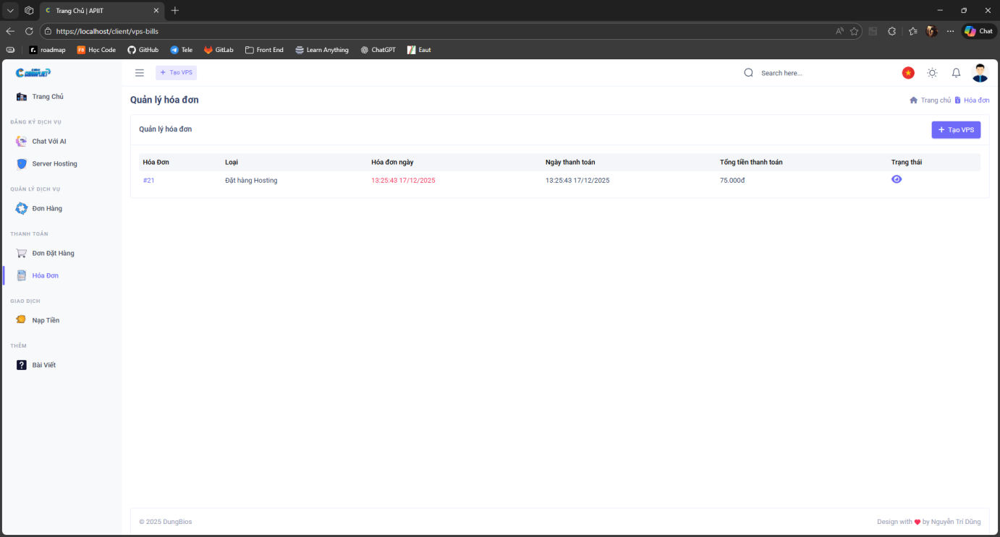 Trang Chủ | APIIT
https://localhost/client/vps-bills
Chat
roadmap
F8 Học Code
GitHub
Tele
GitLab
Front End
Learn Anything
ChatGPT
Eaut
+ Tạo VPS
Search here...
Trang Chủ
Quản lý hóa đơn
Trang chủ
Hóa đơn
ĐĂNG KÝ DỊCH VỤ
Chat Với AI
Server Hosting
QUẢN LÝ DỊCH VỤ
Đơn Hàng
THANH TOÁN
Đơn Đặt Hàng
Hóa Đơn
GIAO DỊCH
Nạp Tiền
THÊM
Bài Viết
Quản lý hóa đơn
+ Tạo VPS
Hóa Đơn Loại Hóa đơn ngày Ngày thanh toán Tổng tiền thanh toán Trạng thái
#21 Đặt hàng Hosting 13:25:43 17/12/2025 13:25:43 17/12/2025 75.000đ
© 2025 DungBios
Design with ❤ by Nguyễn Trí Dũng